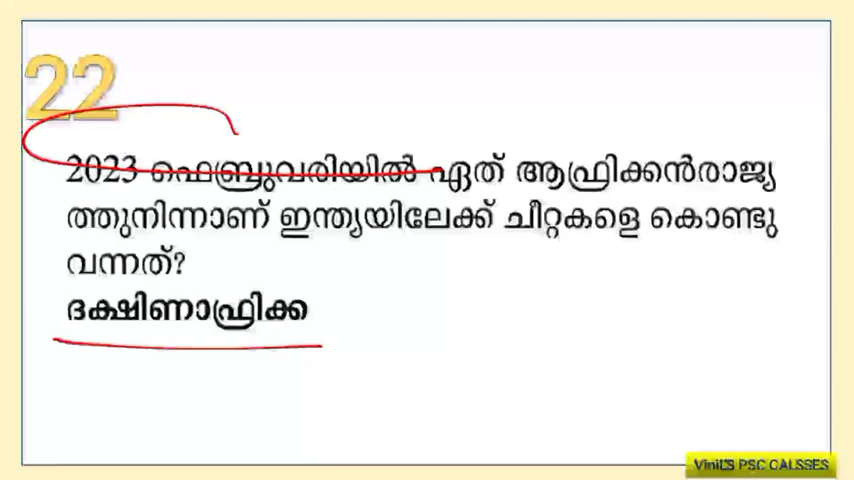 22
2023 ഫെബ്രുവരിയിൽ ഏത് ആഫ്രിക്കൻരാജ്യ
ത്തുനിന്നാണ് ഇന്ത്യയിലേക്ക് ചീറ്റകളെ കൊണ്ടു
വന്നത്?
ദക്ഷിണാഫ്രിക്ക
ViniL'S PSC CALSSES